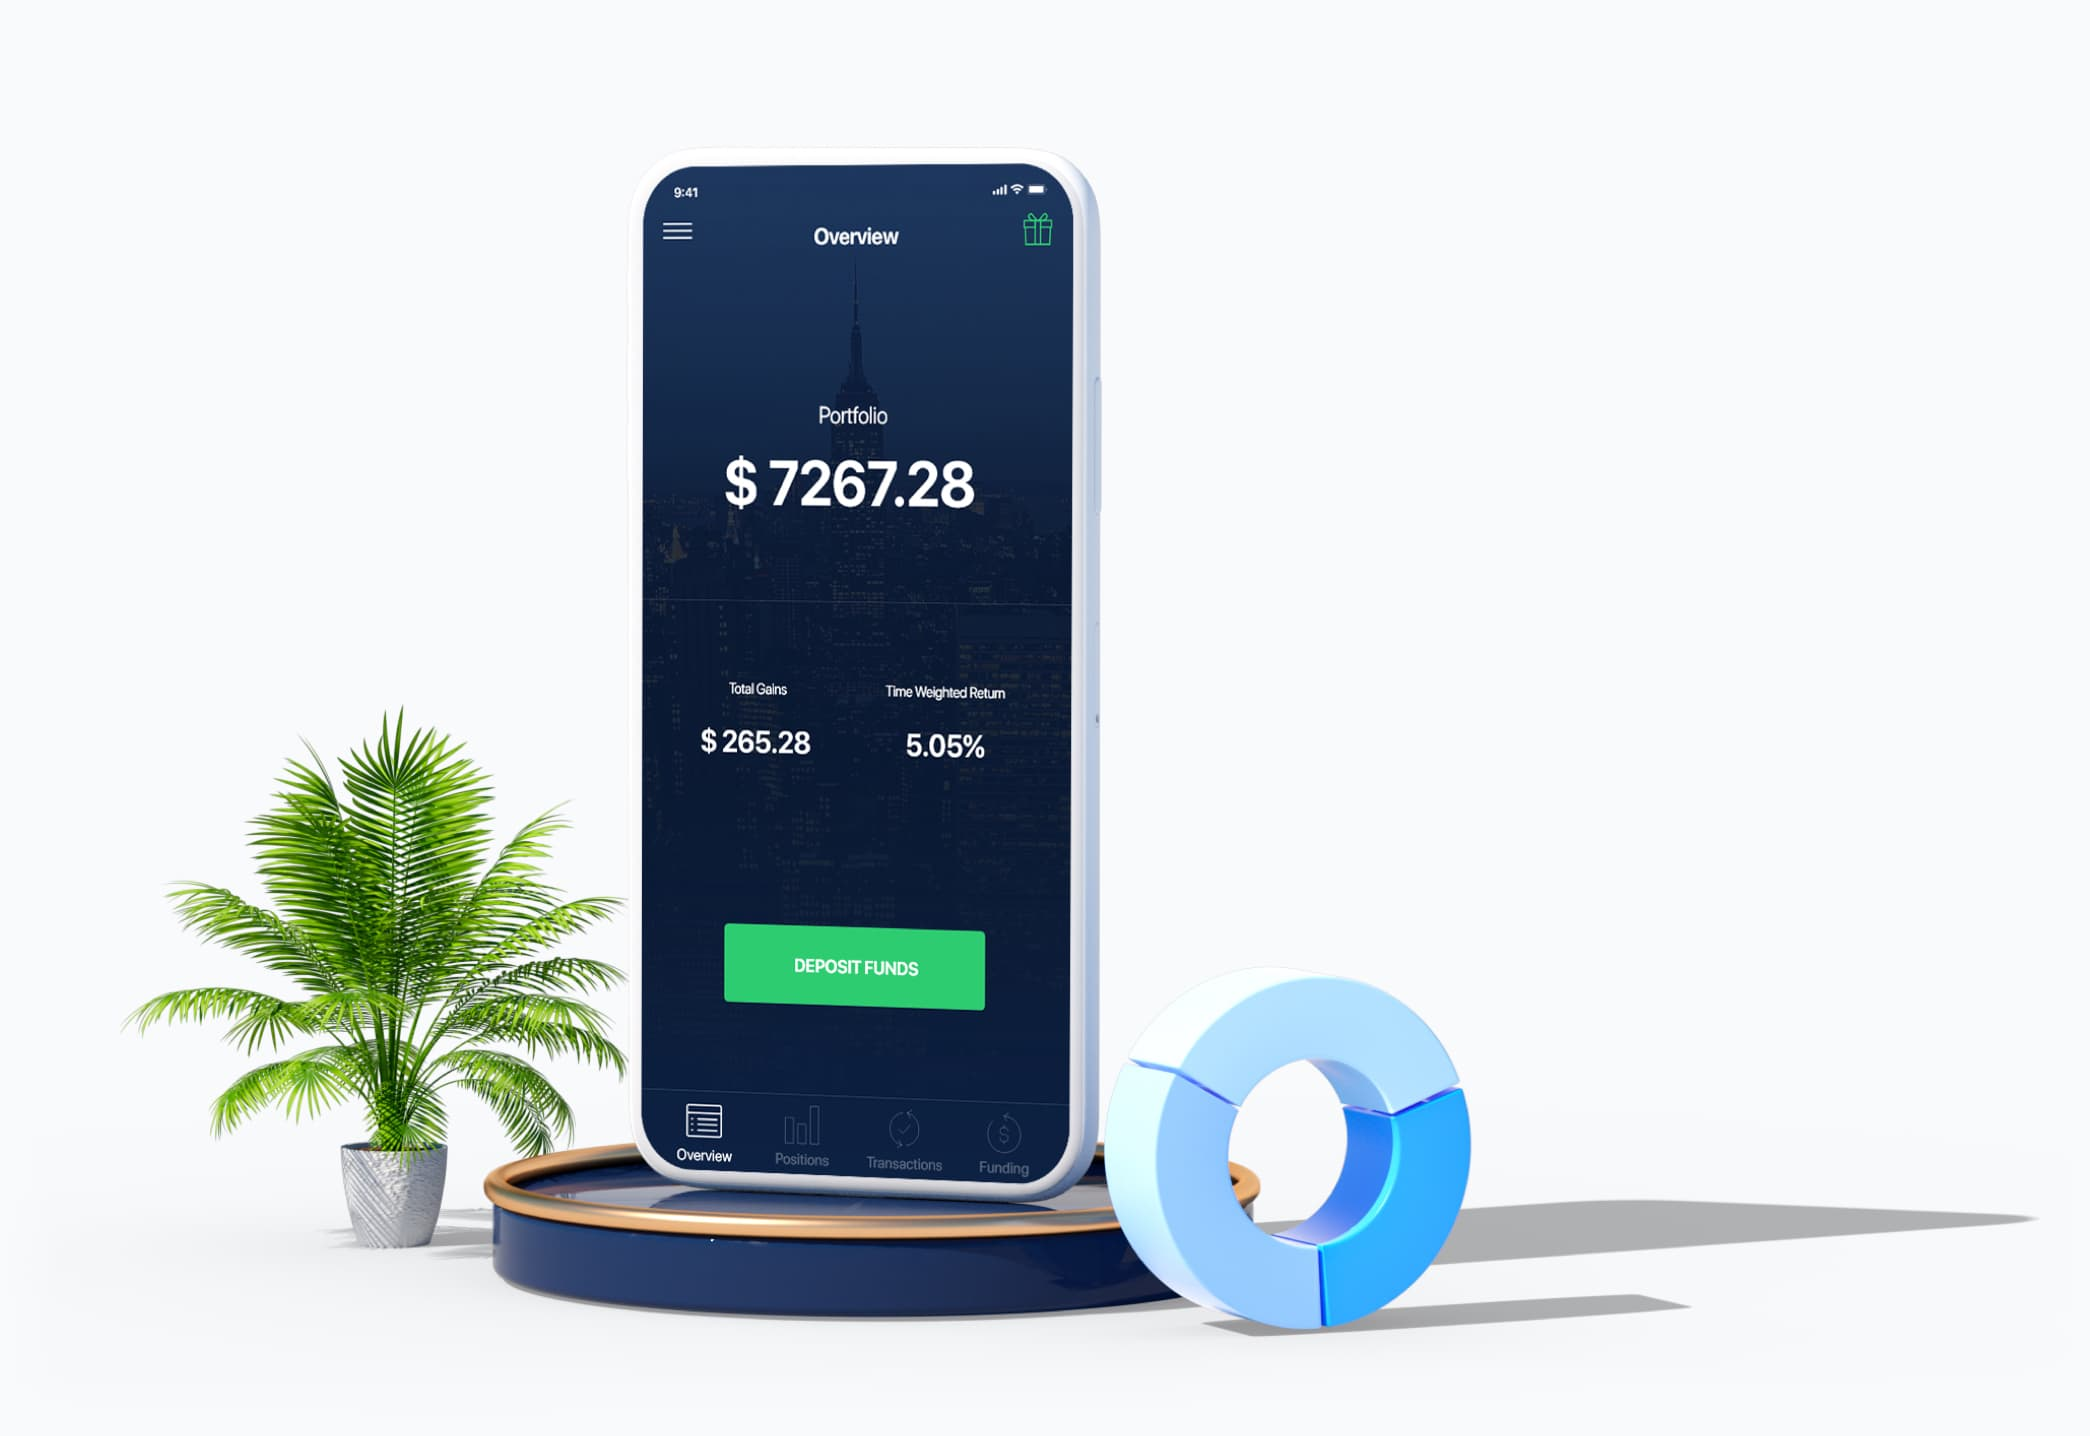 9:41
Overview
Portfolio
$ 7267.28
Total Gains
Time Weighted Return
$ 265.28
5.05%
DEPOSIT FUNDS
Overview
Positions
Transactions
Funding